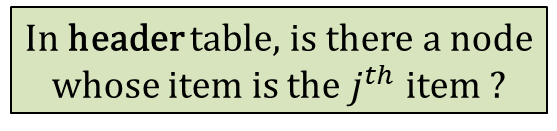 In header table, is there a node
whose item is the jᵗʰ item ?